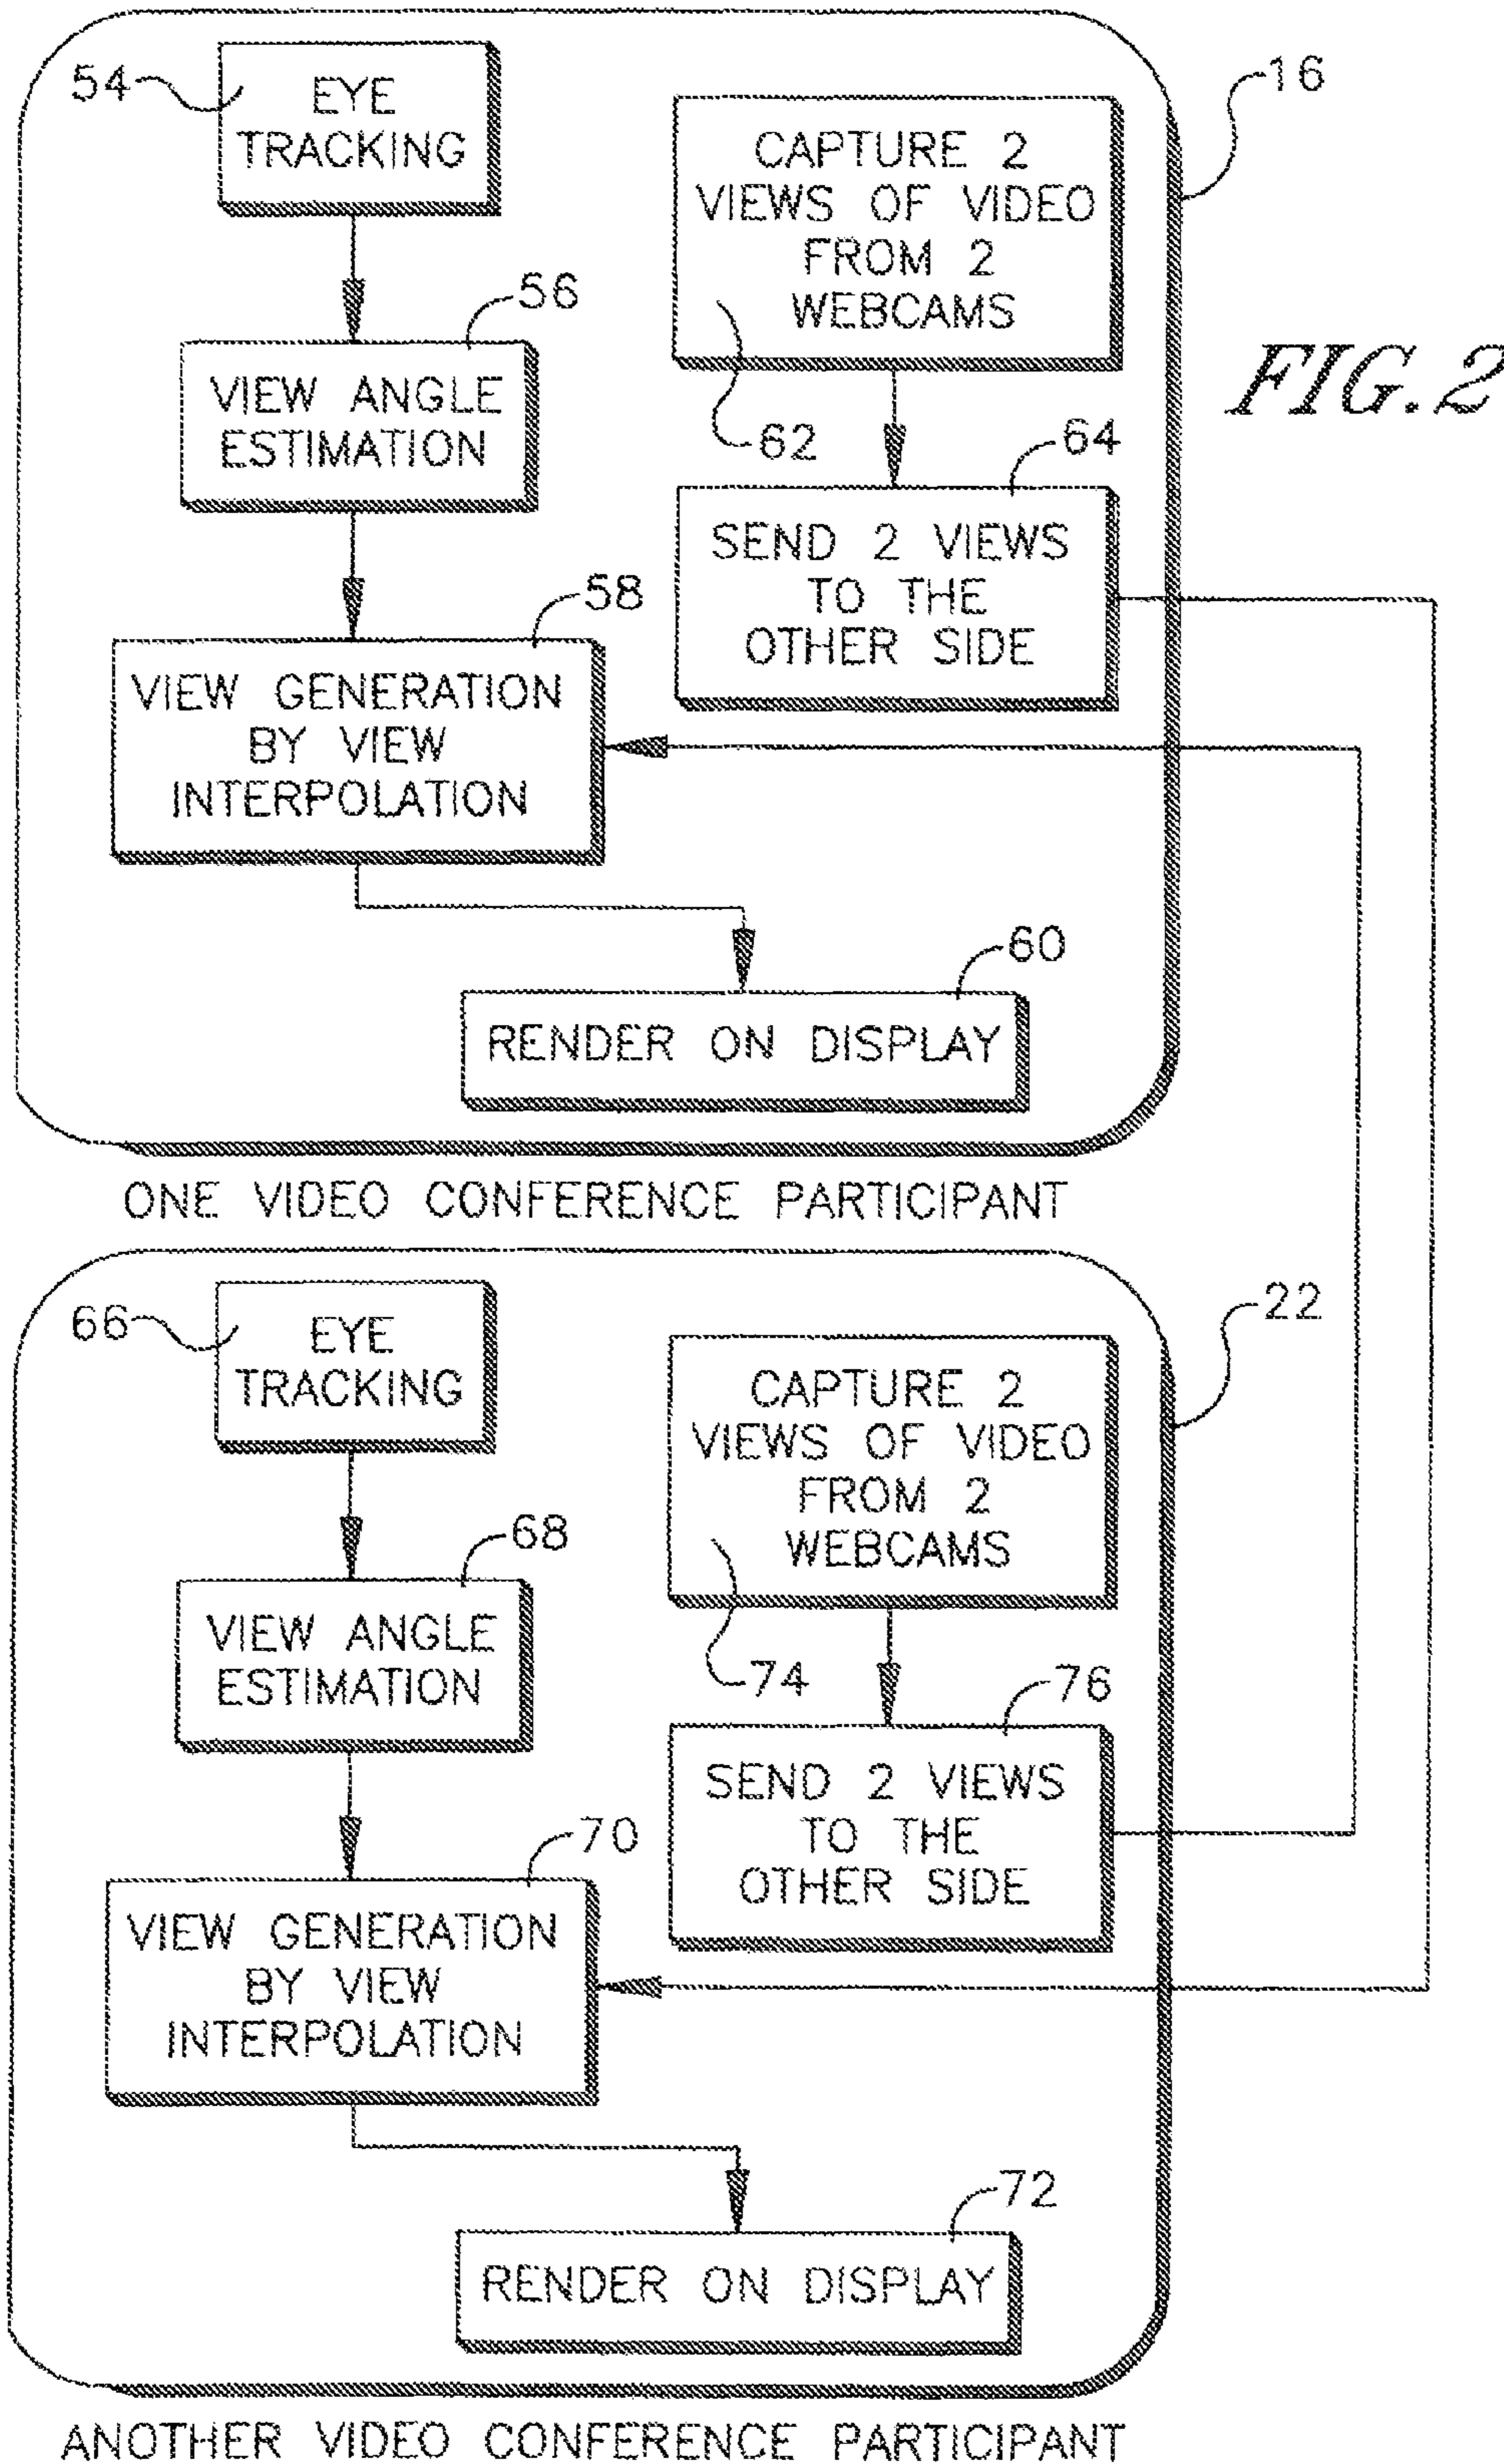 54
EYE
TRACKING
16
CAPTURE 2
VIEWS OF VIDEO
FROM 2
WEBCAMS
56
VIEW ANGLE
ESTIMATION
FIG. 2
62
64
SEND 2 VIEWS
TO THE
OTHER SIDE
58
VIEW GENERATION
BY VIEW
INTERPOLATION
60
RENDER ON DISPLAY
ONE VIDEO CONFERENCE PARTICIPANT
66
EYE
TRACKING
22
CAPTURE 2
VIEWS OF VIDEO
FROM 2
WEBCAMS
68
VIEW ANGLE
ESTIMATION
74
76
SEND 2 VIEWS
TO THE
OTHER SIDE
70
VIEW GENERATION
BY VIEW
INTERPOLATION
72
RENDER ON DISPLAY
ANOTHER VIDEO CONFERENCE PARTICIPANT